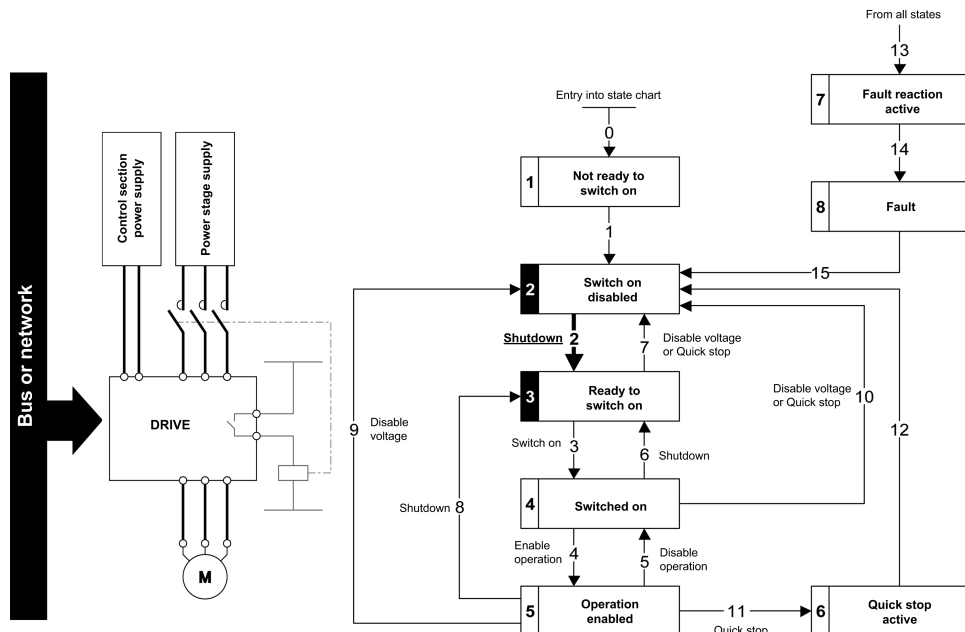 From all states
13
7
Fault reaction
active
14
8
Fault
Entry into state chart
0
1
Not ready to
switch on
1
15
2
Switch on
disabled
Shutdown 2
7
Disable voltage
or Quick stop
3
Ready to
switch on
Switch on
3
6
Shutdown
Disable voltage
or Quick stop
10
12
9
Disable
voltage
Shutdown
8
4
Switched on
Enable
operation
4
5
Disable
operation
5
Operation
enabled
11
Quick stop
6
Quick stop
active
Bus or network
Control section
power supply
Power stage supply
DRIVE
M